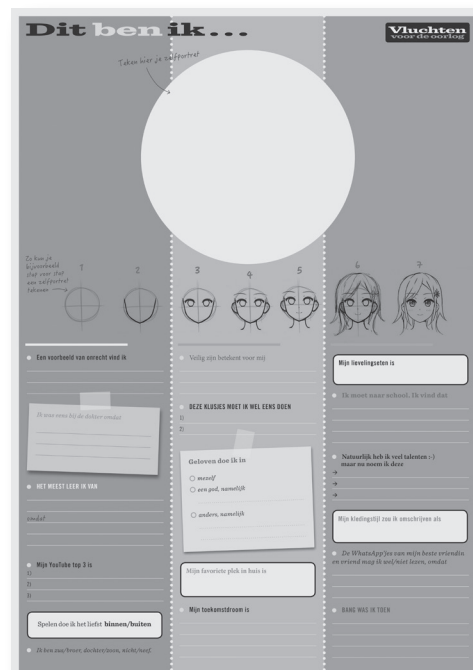 Dit ben ik...
Vluchten
voor de oorlog
Teken hier je zelfportret
Zo kun je
bijvoorbeeld
stap voor stap
een zelfportret
tekenen
1
2
3
4
5
6
7
Een voorbeeld van onrecht vind ik
Ik was eens bij de dokter omdat
HET MEEST LEER IK VAN
omdat
Mijn YouTube top 3 is
1)
2)
3)
Spelen doe ik het liefst binnen/buiten
Ik ben zus/broer, dochter/zoon, nicht/neef.
Veilig zijn betekent voor mij
DEZE KLUSJES MOET IK WEL EENS DOEN
1)
2)
Geloven doe ik in
mezelf
een god, namelijk
anders, namelijk
Mijn favoriete plek in huis is
Mijn toekomstdroom is
Mijn lievelingseten is
Ik moet naar school. Ik vind dat
Natuurlijk heb ik veel talenten :-)
maar nu noem ik deze
→
→
→
Mijn kledingstijl zou ik omschrijven als
De WhatsApp'jes van mijn beste vriendin
en vriend mag ik wel/niet lezen, omdat
BANG WAS IK TOEN